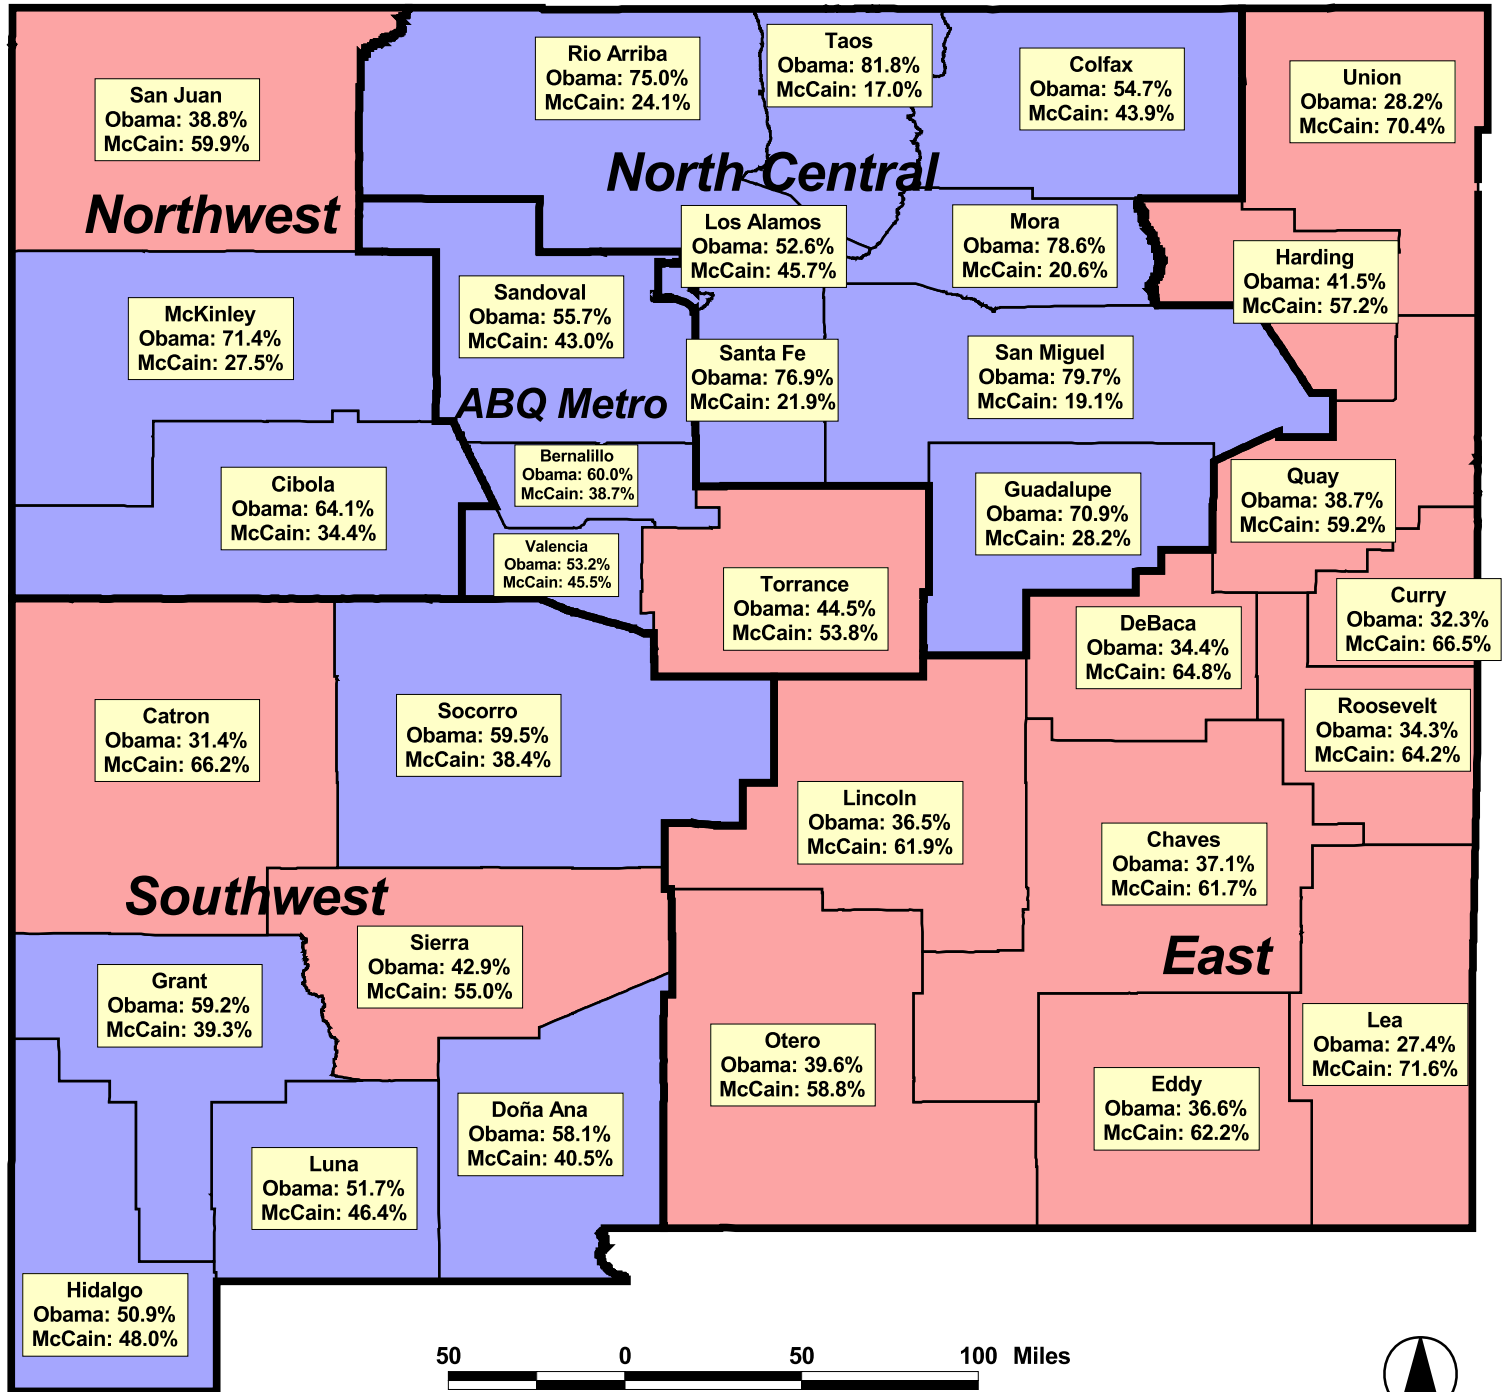 San Juan
Obama: 38.8%
McCain: 59.9%
Rio Arriba
Obama: 75.0%
McCain: 24.1%
Taos
Obama: 81.8%
McCain: 17.0%
Colfax
Obama: 54.7%
McCain: 43.9%
Union
Obama: 28.2%
McCain: 70.4%
North Central
Northwest
Los Alamos
Obama: 52.6%
McCain: 45.7%
Mora
Obama: 78.6%
McCain: 20.6%
Harding
Obama: 41.5%
McCain: 57.2%
McKinley
Obama: 71.4%
McCain: 27.5%
Sandoval
Obama: 55.7%
McCain: 43.0%
Santa Fe
Obama: 76.9%
McCain: 21.9%
San Miguel
Obama: 79.7%
McCain: 19.1%
ABQ Metro
Bernalillo
Obama: 60.0%
McCain: 38.7%
Cibola
Obama: 64.1%
McCain: 34.4%
Guadalupe
Obama: 70.9%
McCain: 28.2%
Quay
Obama: 38.7%
McCain: 59.2%
Valencia
Obama: 53.2%
McCain: 45.5%
Torrance
Obama: 44.5%
McCain: 53.8%
DeBaca
Obama: 34.4%
McCain: 64.8%
Curry
Obama: 32.3%
McCain: 66.5%
Catron
Obama: 31.4%
McCain: 66.2%
Socorro
Obama: 59.5%
McCain: 38.4%
Roosevelt
Obama: 34.3%
McCain: 64.2%
Lincoln
Obama: 36.5%
McCain: 61.9%
Chaves
Obama: 37.1%
McCain: 61.7%
Southwest
East
Sierra
Obama: 42.9%
McCain: 55.0%
Grant
Obama: 59.2%
McCain: 39.3%
Otero
Obama: 39.6%
McCain: 58.8%
Lea
Obama: 27.4%
McCain: 71.6%
Eddy
Obama: 36.6%
McCain: 62.2%
Doña Ana
Obama: 58.1%
McCain: 40.5%
Luna
Obama: 51.7%
McCain: 46.4%
Hidalgo
Obama: 50.9%
McCain: 48.0%
50 0 50 100 Miles